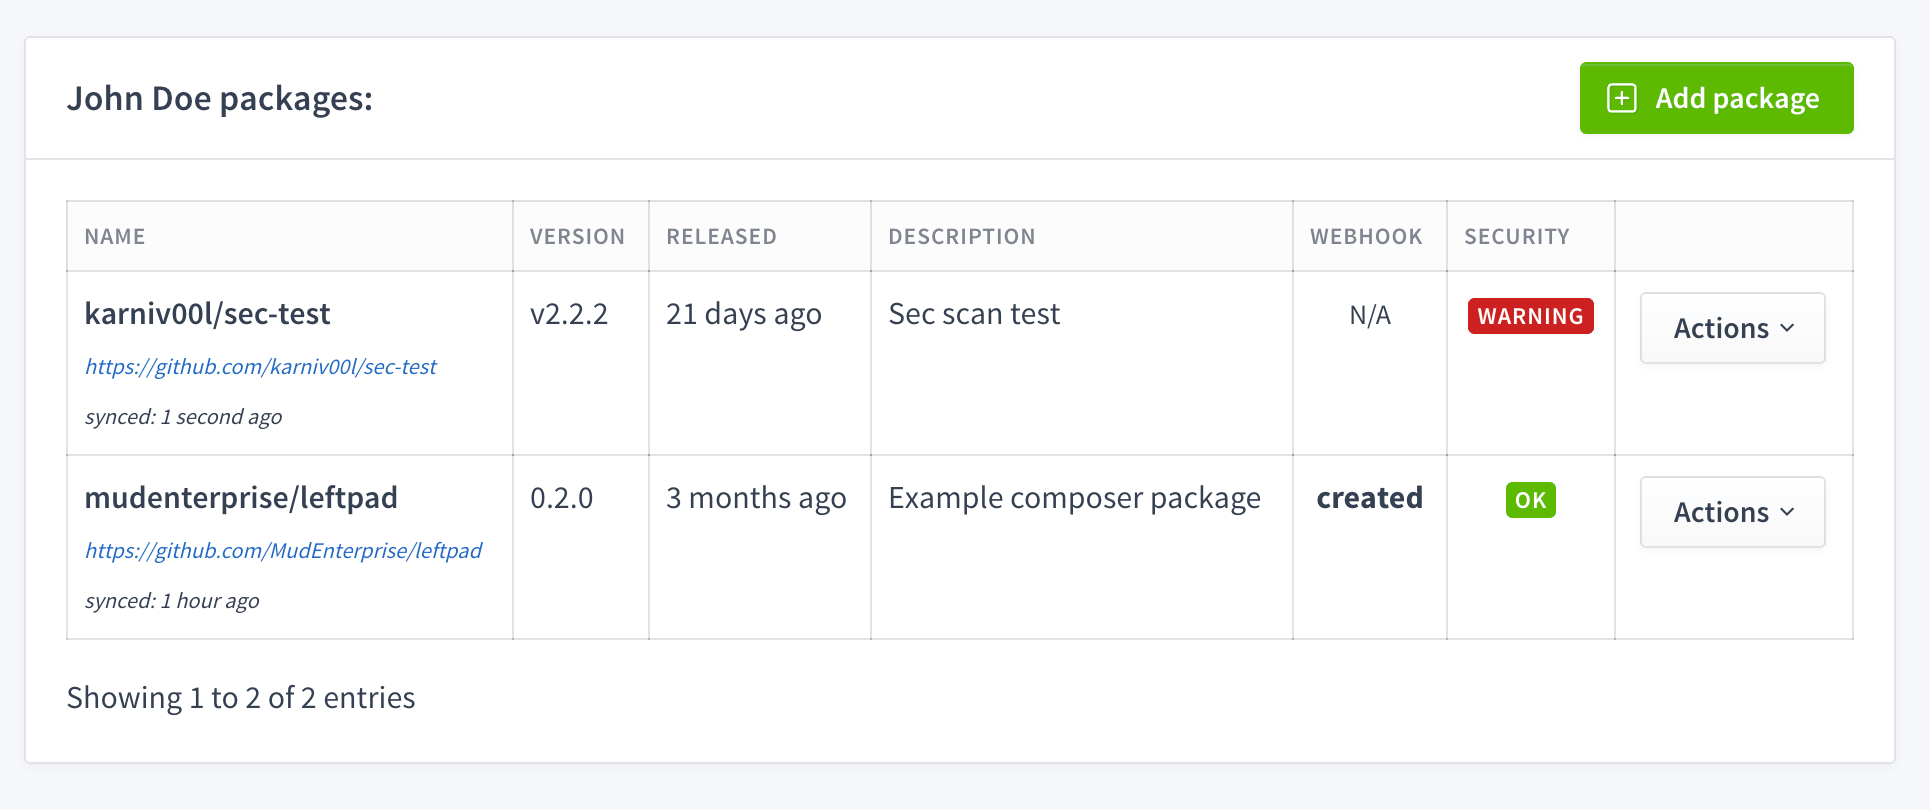 John Doe packages:
Add package
NAME VERSION RELEASED DESCRIPTION WEBHOOK SECURITY
karniv00l/sec-test v2.2.2 21 days ago Sec scan test N/A WARNING Actions
https://github.com/karniv00l/sec-test
synced: 1 second ago
mudenterprise/leftpad 0.2.0 3 months ago Example composer package created OK Actions
https://github.com/MudEnterprise/leftpad
synced: 1 hour ago
Showing 1 to 2 of 2 entries